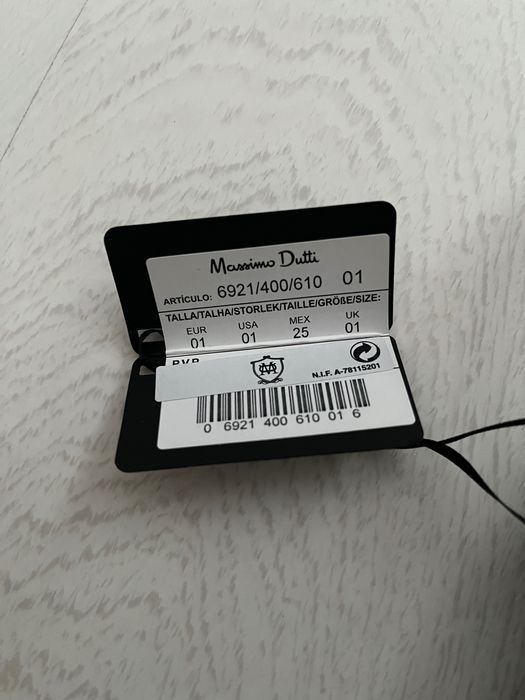 Massimo Dutti
ARTÍCULO: 6921/400/610 01
TALLA/TALHA/STORLEK/TAILLE/GRÖßE/SIZE:
EUR USA MEX UK
01 01 25 01
P.V.P.
N.I.F. A-78115201
0 6921 400 610 01 6